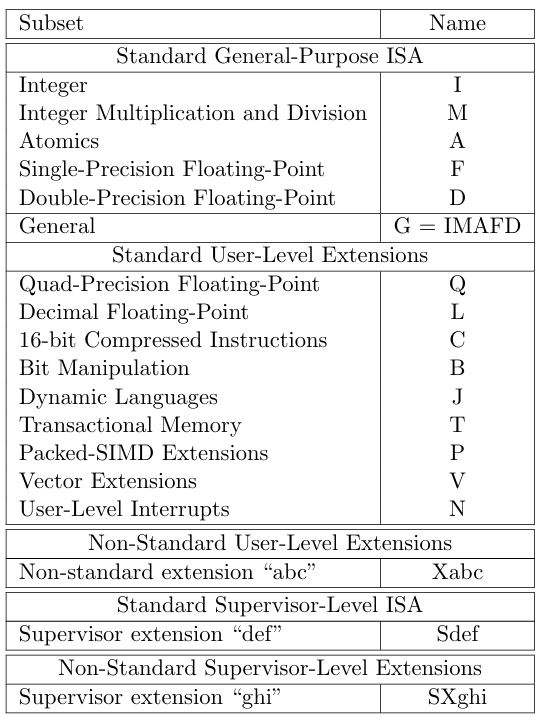 Subset Name
Standard General-Purpose ISA
Integer I
Integer Multiplication and Division M
Atomics A
Single-Precision Floating-Point F
Double-Precision Floating-Point D
General G = IMAFD
Standard User-Level Extensions
Quad-Precision Floating-Point Q
Decimal Floating-Point L
16-bit Compressed Instructions C
Bit Manipulation B
Dynamic Languages J
Transactional Memory T
Packed-SIMD Extensions P
Vector Extensions V
User-Level Interrupts N
Non-Standard User-Level Extensions
Non-standard extension “abc” Xabc
Standard Supervisor-Level ISA
Supervisor extension “def” Sdef
Non-Standard Supervisor-Level Extensions
Supervisor extension “ghi” SXghi